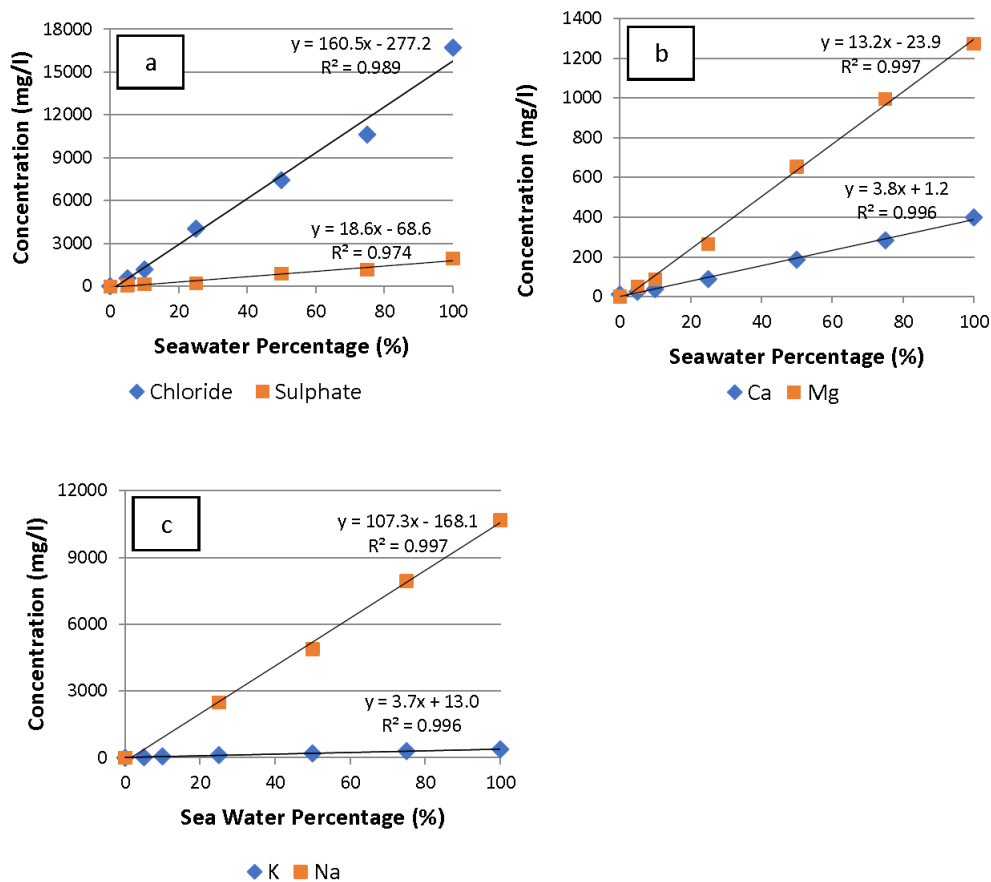 a
18000
15000
12000
9000
6000
3000
0
Concentration (mg/l)
y = 160.5x - 277.2
R² = 0.989
y = 18.6x - 68.6
R² = 0.974
0 20 40 60 80 100
Seawater Percentage (%)
Chloride Sulphate
b
1400
1200
1000
800
600
400
200
0
Concentration (mg/l)
y = 13.2x - 23.9
R² = 0.997
y = 3.8x + 1.2
R² = 0.996
0 20 40 60 80 100
Seawater Percentage (%)
Ca Mg
c
12000
9000
6000
3000
0
Concentration (mg/l)
y = 107.3x - 168.1
R² = 0.997
y = 3.7x + 13.0
R² = 0.996
0 20 40 60 80 100
Sea Water Percentage (%)
K Na